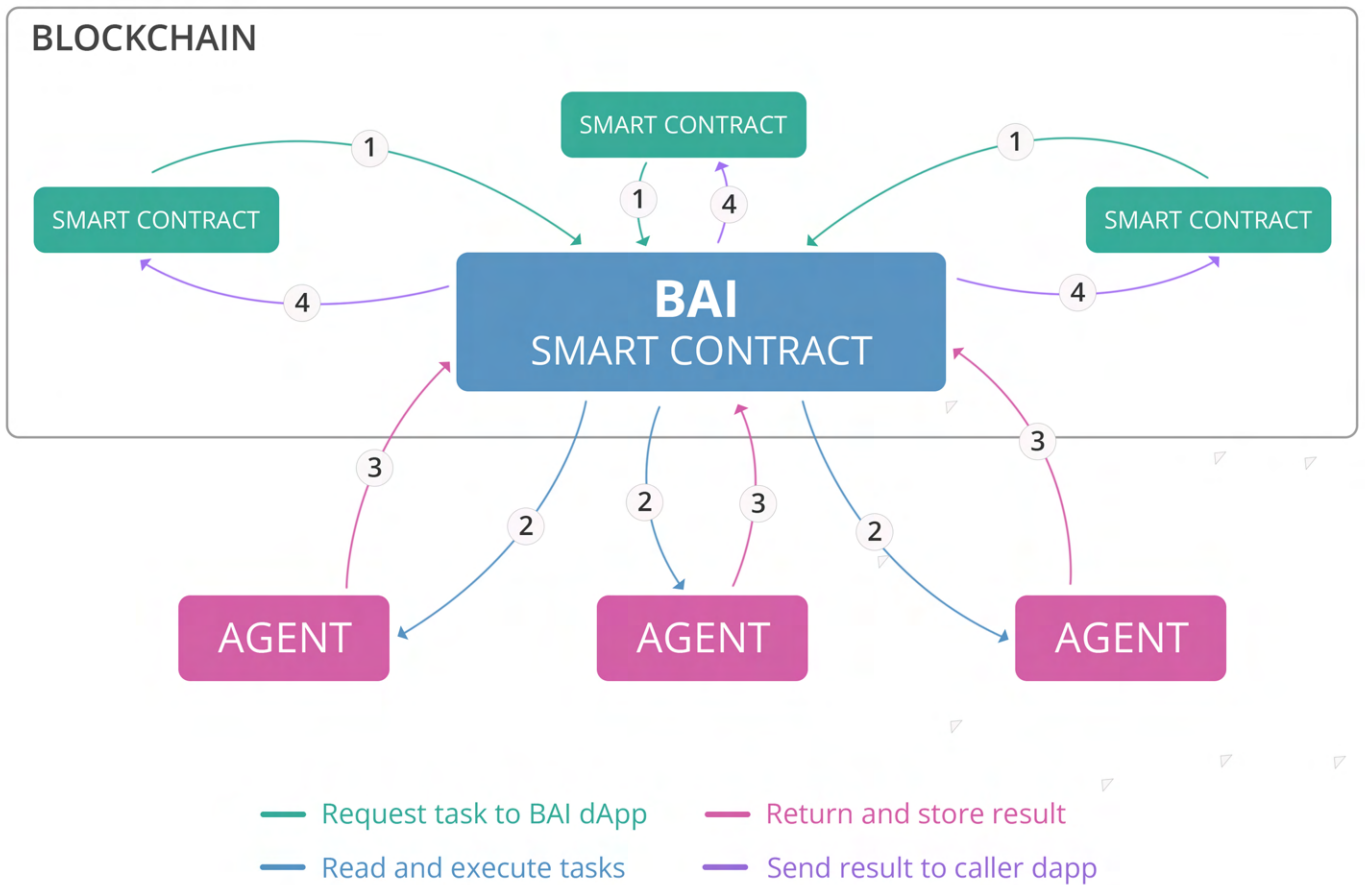 BLOCKCHAIN
SMART CONTRACT
1
1
1
4
SMART CONTRACT
SMART CONTRACT
4
4
BAI
SMART CONTRACT
3
3
2
2
3
2
AGENT
AGENT
AGENT
Request task to BAI dApp
Return and store result
Read and execute tasks
Send result to caller dapp